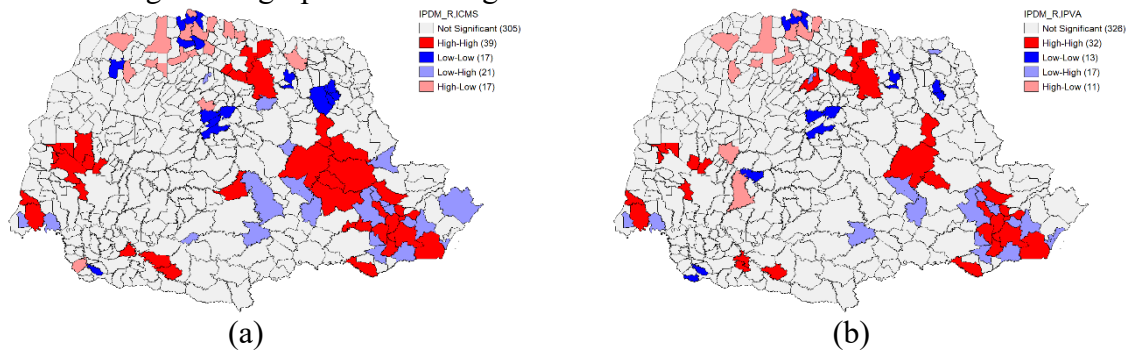 IPDM_R.ICMS
Not Significant (305)
High-High (39)
Low-Low (17)
Low-High (21)
High-Low (17)
IPDM_R.IPVA
Not Significant (326)
High-High (32)
Low-Low (13)
Low-High (17)
High-Low (11)
(a)
(b)